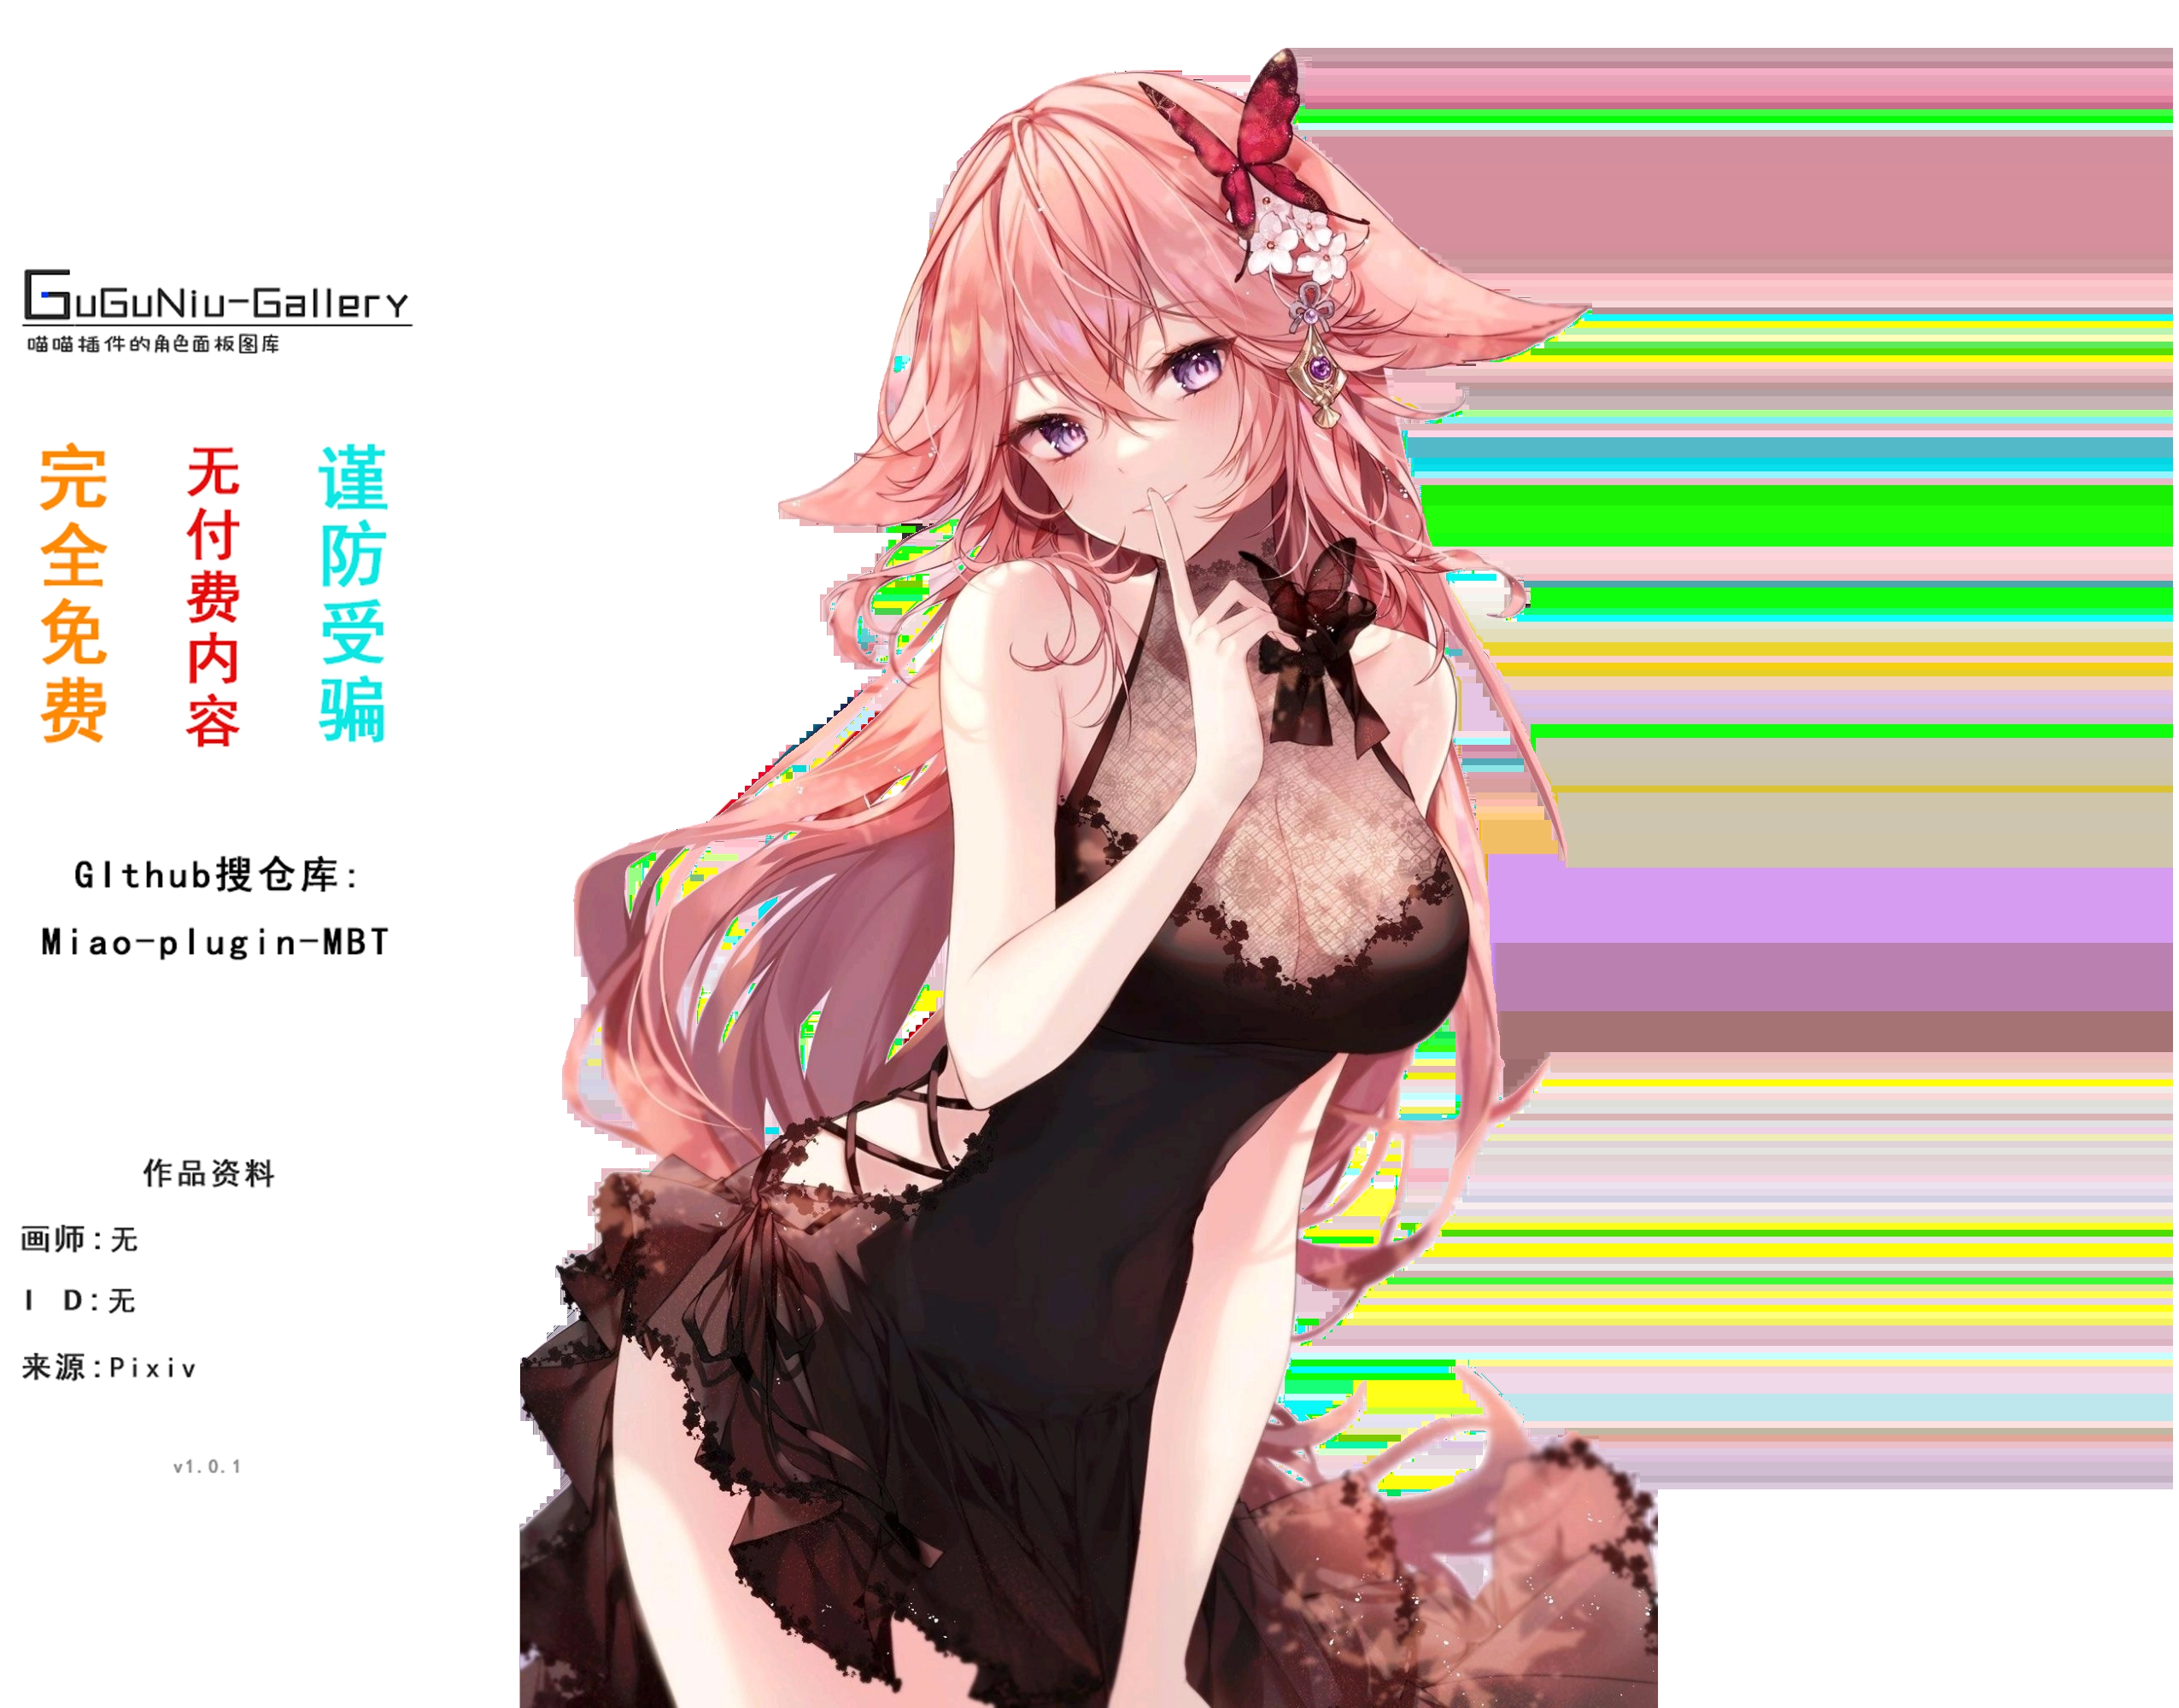 GuGuNiu-Gallery
喵喵插件的角色面板图库
完全免费
无付费内容
谨防受骗
GIthub搜仓库:
Miao-plugin-MBT
作品资料
画师:无
I D:无
来源:Pixiv
v1.0.1